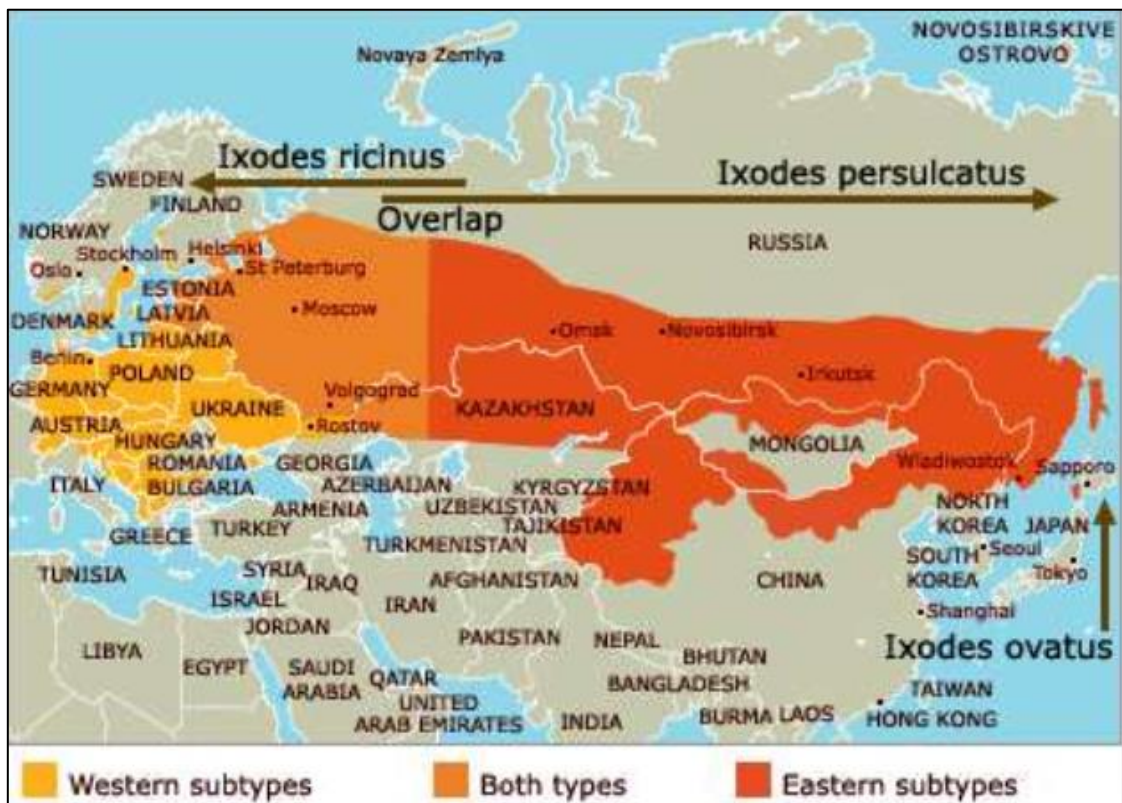 NOVOSIBIRSKIVE
OSTROVO
Novaya Zemlya
Ixodes ricinus
Ixodes persulcatus
Overlap
SWEDEN
FINLAND
NORWAY
Stockholm
Helsinki
Oslo
St Peterburg
RUSSIA
ESTONIA
LATVIA
Moscow
DENMARK
LITHUANIA
Omsk
Novosibirsk
Berlin
POLAND
GERMANY
Irkutsk
Volgograd
UKRAINE
KAZAKHSTAN
AUSTRIA
Rostov
HUNGARY
MONGOLIA
ROMANIA
GEORGIA
Wladiwostok
Sapporo
ITALY
BULGARIA
AZERBAIJAN
KYRGYZSTAN
ARMENIA
UZBEKISTAN
NORTH
KOREA
JAPAN
GREECE
TURKEY
TAJIKISTAN
TURKMENISTAN
SOUTH
KOREA
Seoul
Tokyo
TUNISIA
SYRIA
IRAQ
AFGHANISTAN
CHINA
ISRAEL
IRAN
Shanghai
JORDAN
PAKISTAN
NEPAL
LIBYA
EGYPT
SAUDI
ARABIA
QATAR
BHUTAN
Ixodes ovatus
BANGLADESH
UNITED
ARAB EMIRATES
TAIWAN
INDIA
BURMA
LAOS
HONG KONG
Western subtypes
Both types
Eastern subtypes